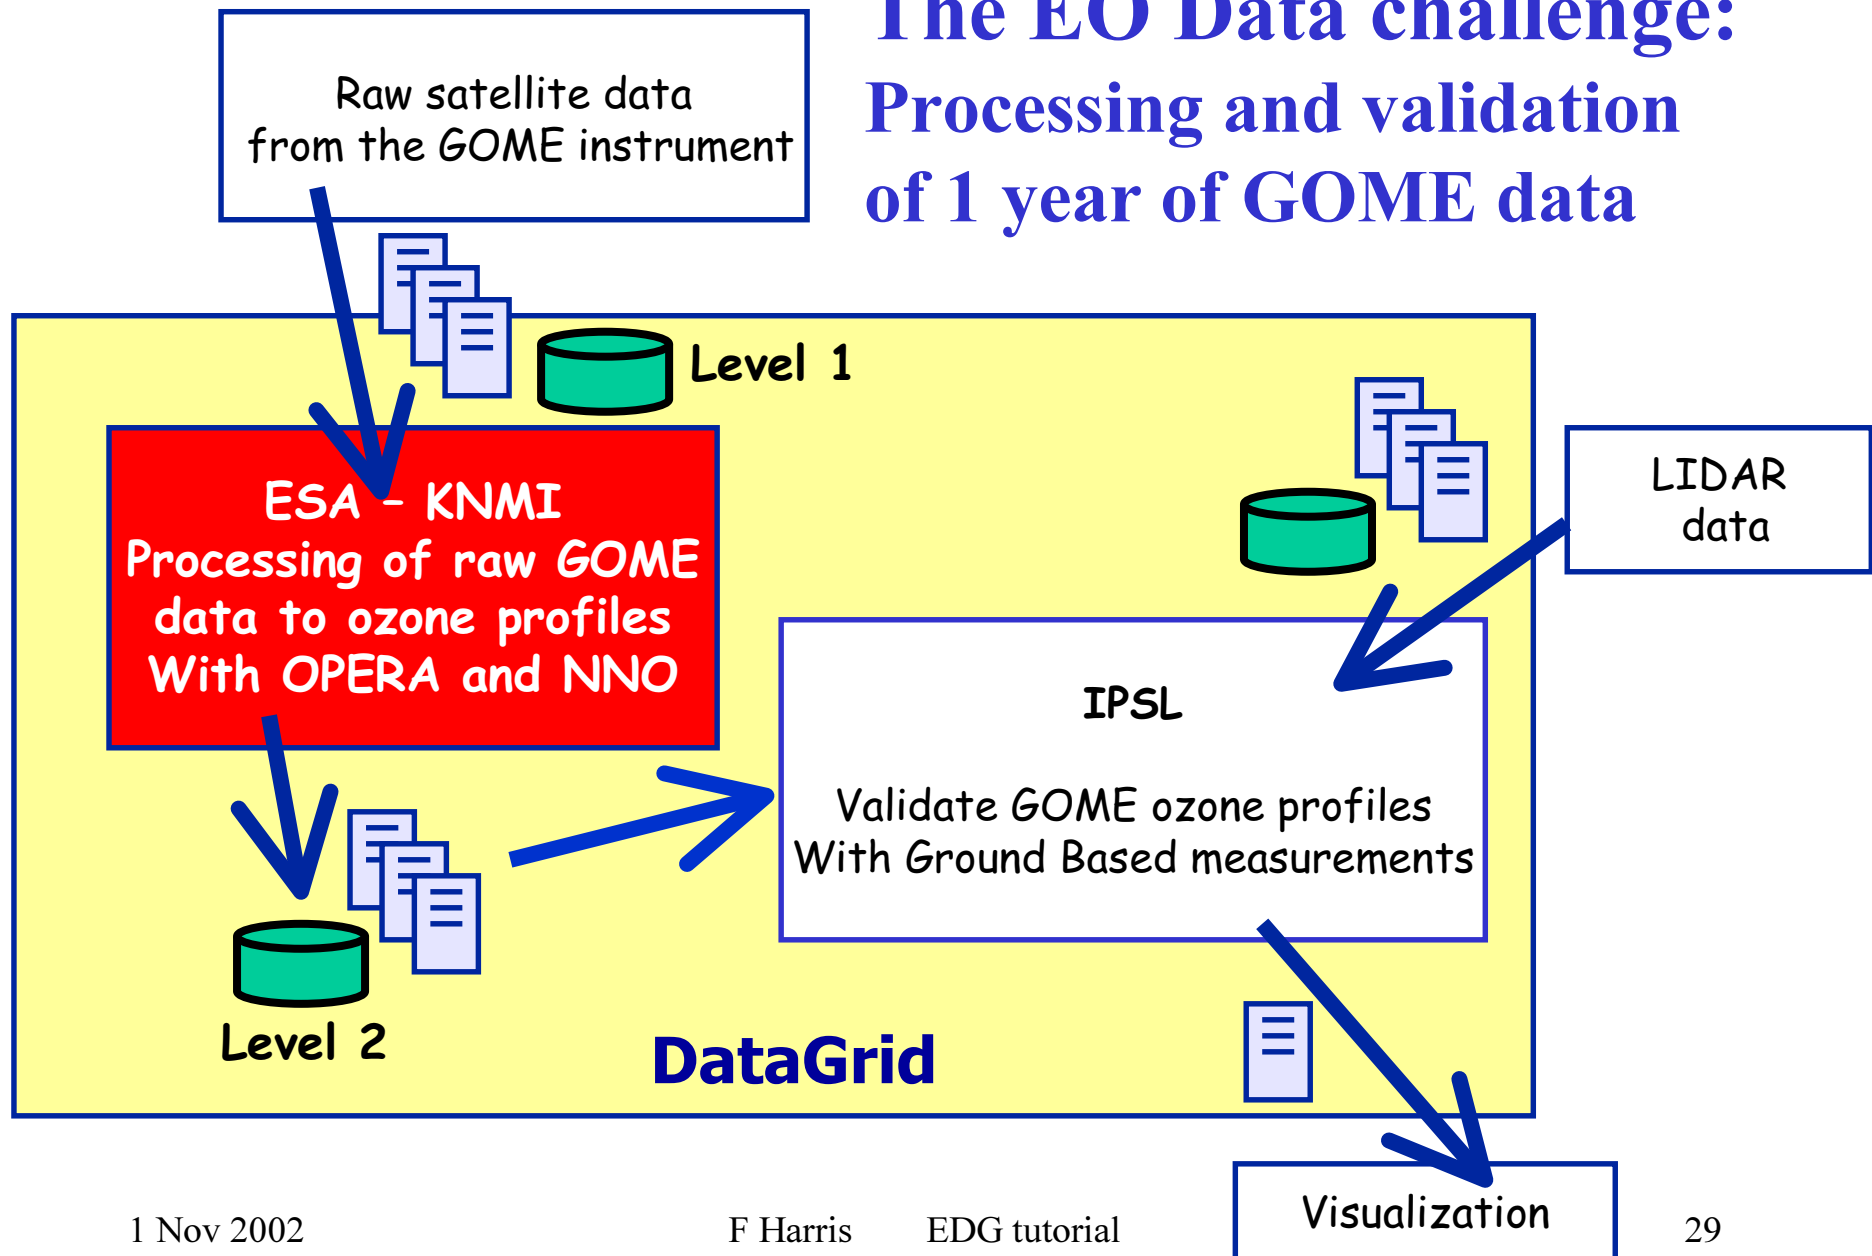 The EO Data challenge:
Processing and validation
of 1 year of GOME data
Raw satellite data
from the GOME instrument
Level 1
ESA - KNMI
Processing of raw GOME
data to ozone profiles
With OPERA and NNO
LIDAR
data
IPSL
Validate GOME ozone profiles
With Ground Based measurements
Level 2
DataGrid
Visualization
1 Nov 2002
F Harris EDG tutorial
29